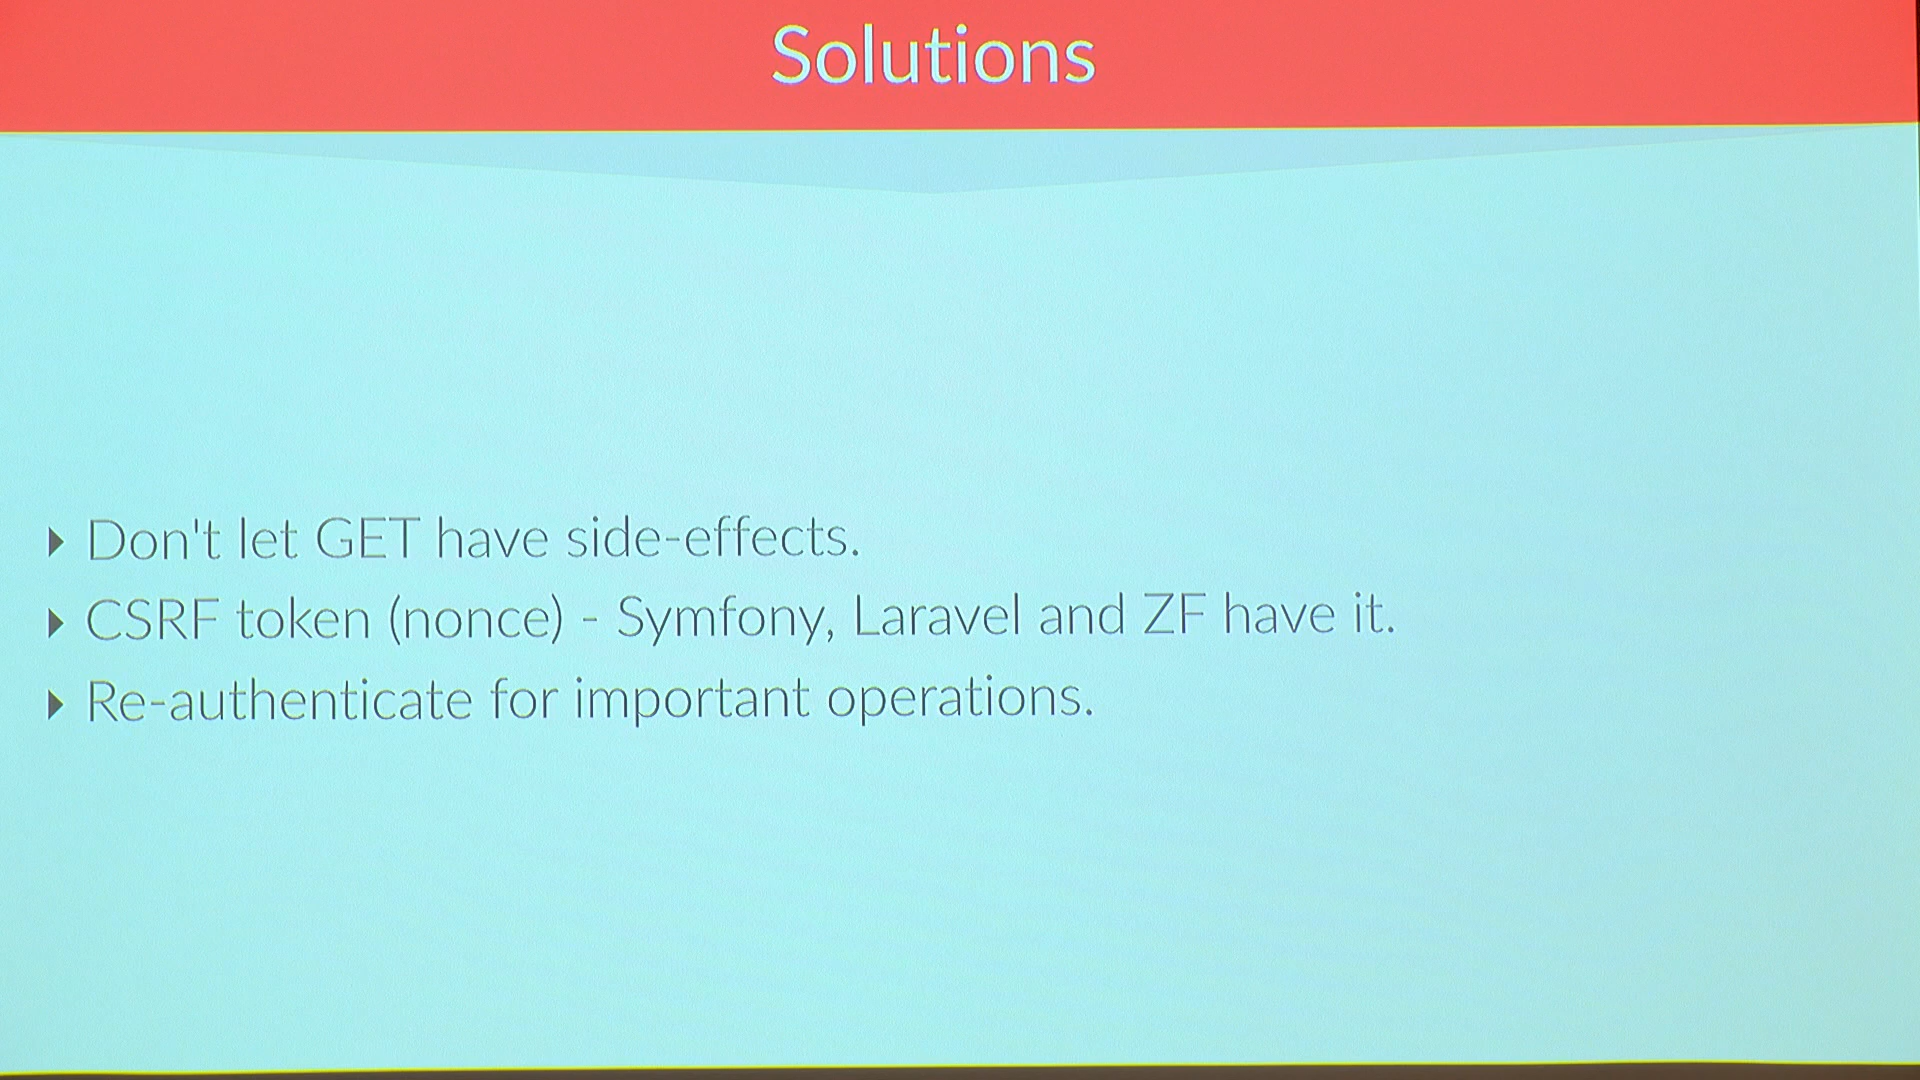 Solutions
Don't let GET have side-effects.
CSRF token (nonce) - Symfony, Laravel and ZF have it.
Re-authenticate for important operations.